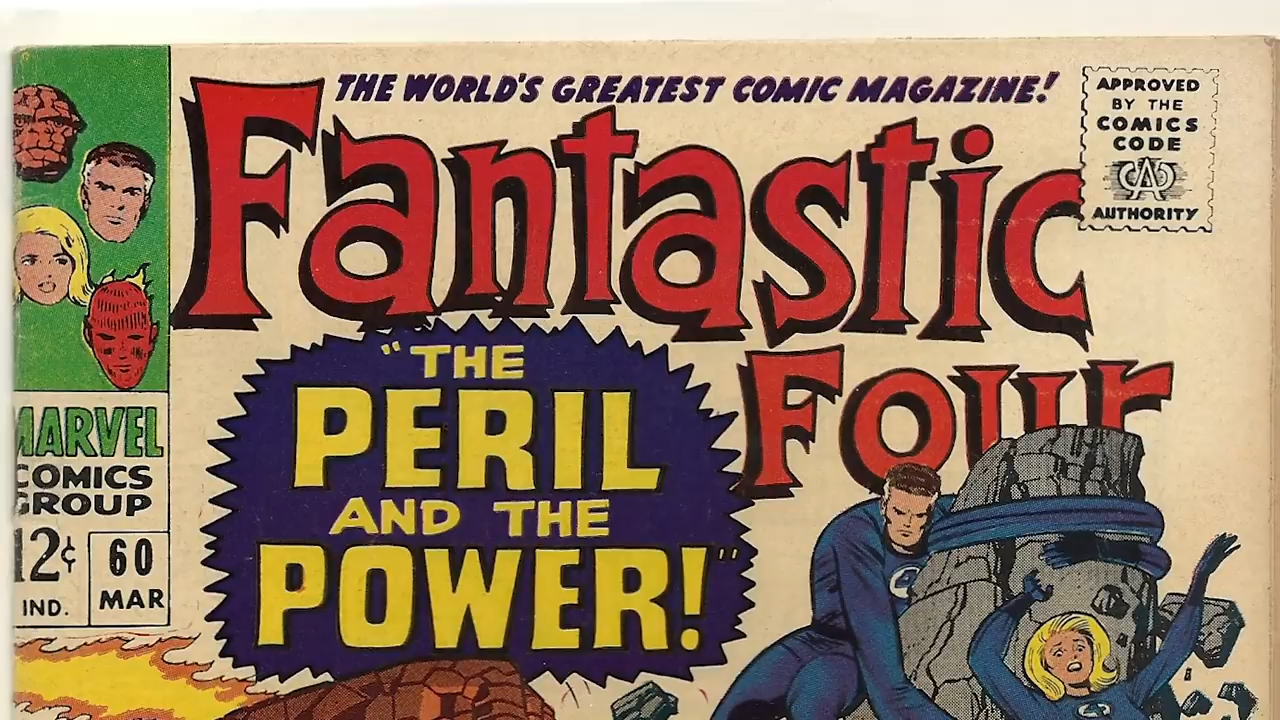 THE WORLD'S GREATEST COMIC MAGAZINE!
Fantastic
Four
APPROVED
BY THE
COMICS
CODE
CA
AUTHORITY
"THE
PERIL
AND THE
POWER!"
MARVEL
COMICS
GROUP
12¢
60
IND.
MAR